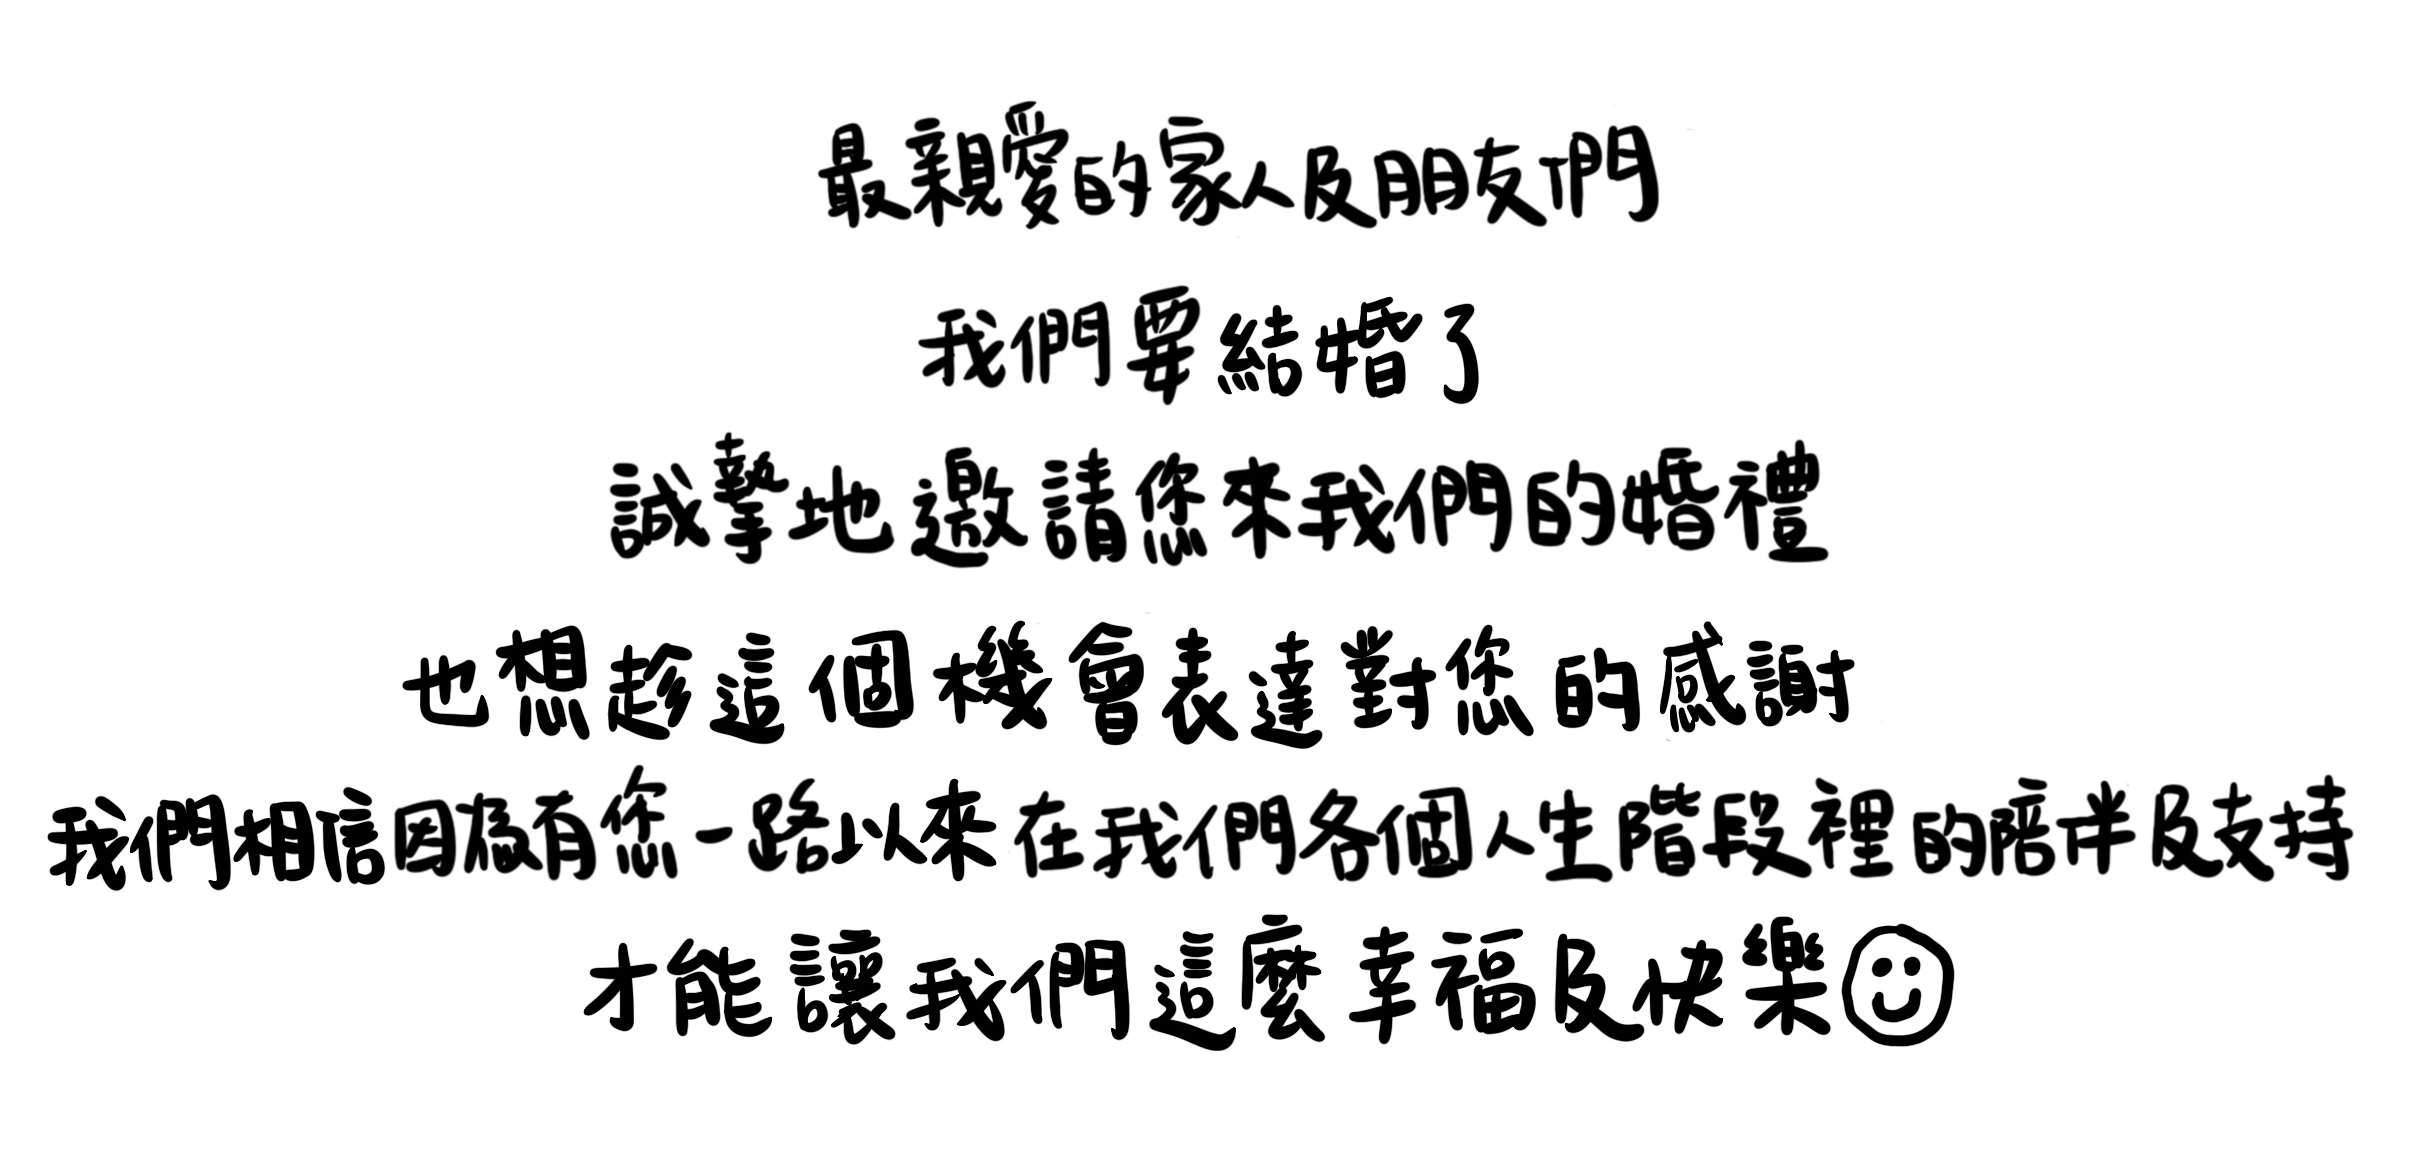 最親愛的家人及朋友們
我們要結婚了
誠摯地邀請您來我們的婚禮
也想趁這個機會表達對您的感謝
我們相信因為有您一路以來在我們各個人生階段裡的陪伴及支持
才能讓我們這麼幸福及快樂